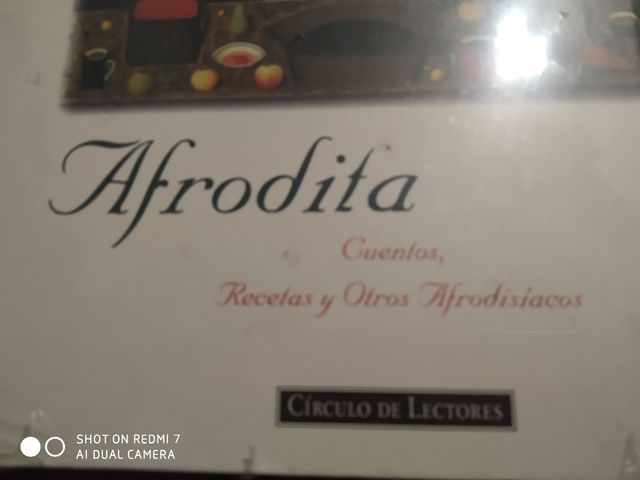 Afrodita
Cuentos,
Recetas y Otros Afrodisíacos
CÍRCULO DE LECTORES
SHOT ON REDMI 7
AI DUAL CAMERA